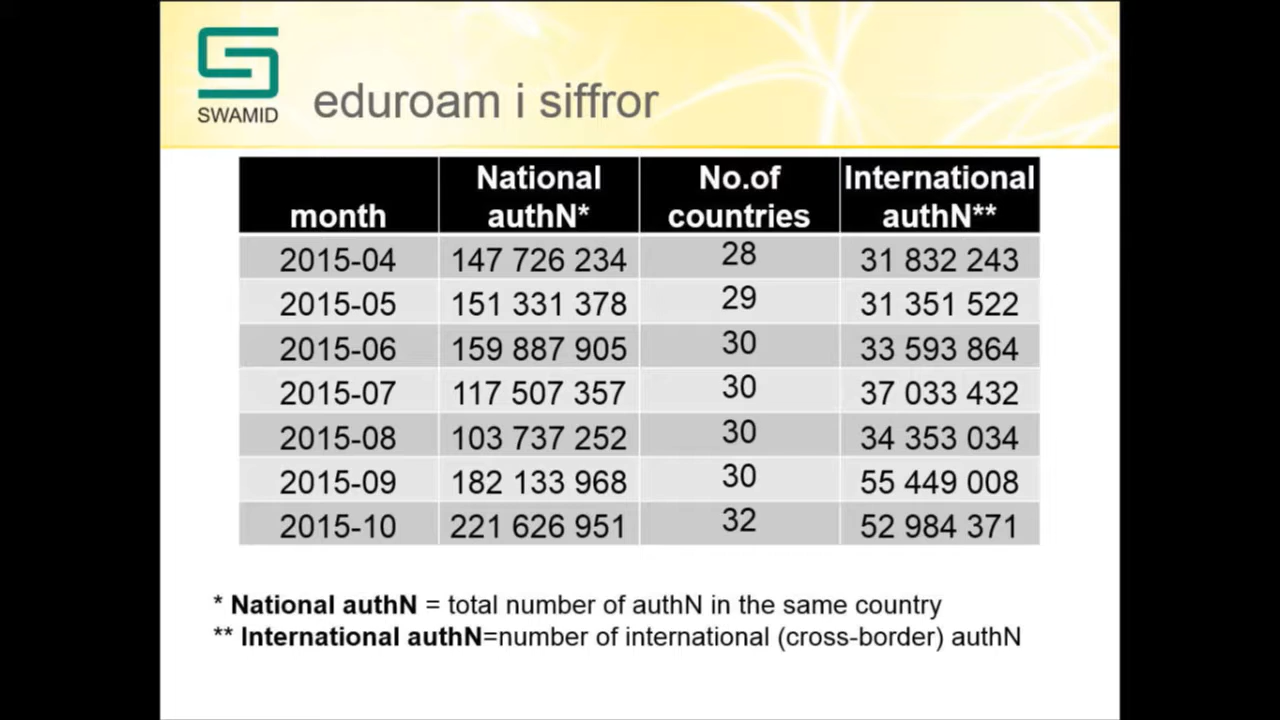 SWAMID
eduroam i siffror
month National authN* No.of countries International authN**
2015-04 147 726 234 28 31 832 243
2015-05 151 331 378 29 31 351 522
2015-06 159 887 905 30 33 593 864
2015-07 117 507 357 30 37 033 432
2015-08 103 737 252 30 34 353 034
2015-09 182 133 968 30 55 449 008
2015-10 221 626 951 32 52 984 371
* National authN = total number of authN in the same country
** International authN=number of international (cross-border) authN